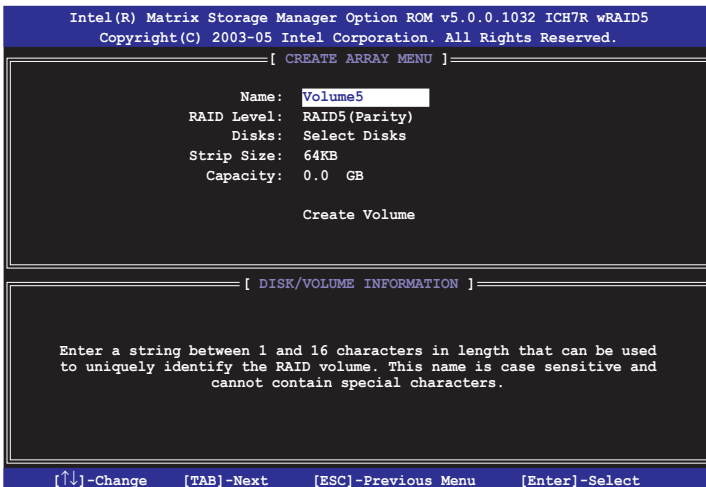 Intel(R) Matrix Storage Manager Option ROM v5.0.0.1032 ICH7R wRAID5
Copyright(C) 2003-05 Intel Corporation. All Rights Reserved.
[ CREATE ARRAY MENU ]
Name: Volume5
RAID Level: RAID5(Parity)
Disks: Select Disks
Strip Size: 64KB
Capacity: 0.0 GB
Create Volume
[ DISK/VOLUME INFORMATION ]
Enter a string between 1 and 16 characters in length that can be used
to uniquely identify the RAID volume. This name is case sensitive and
cannot contain special characters.
[↑↓]-Change [TAB]-Next [ESC]-Previous Menu [Enter]-Select